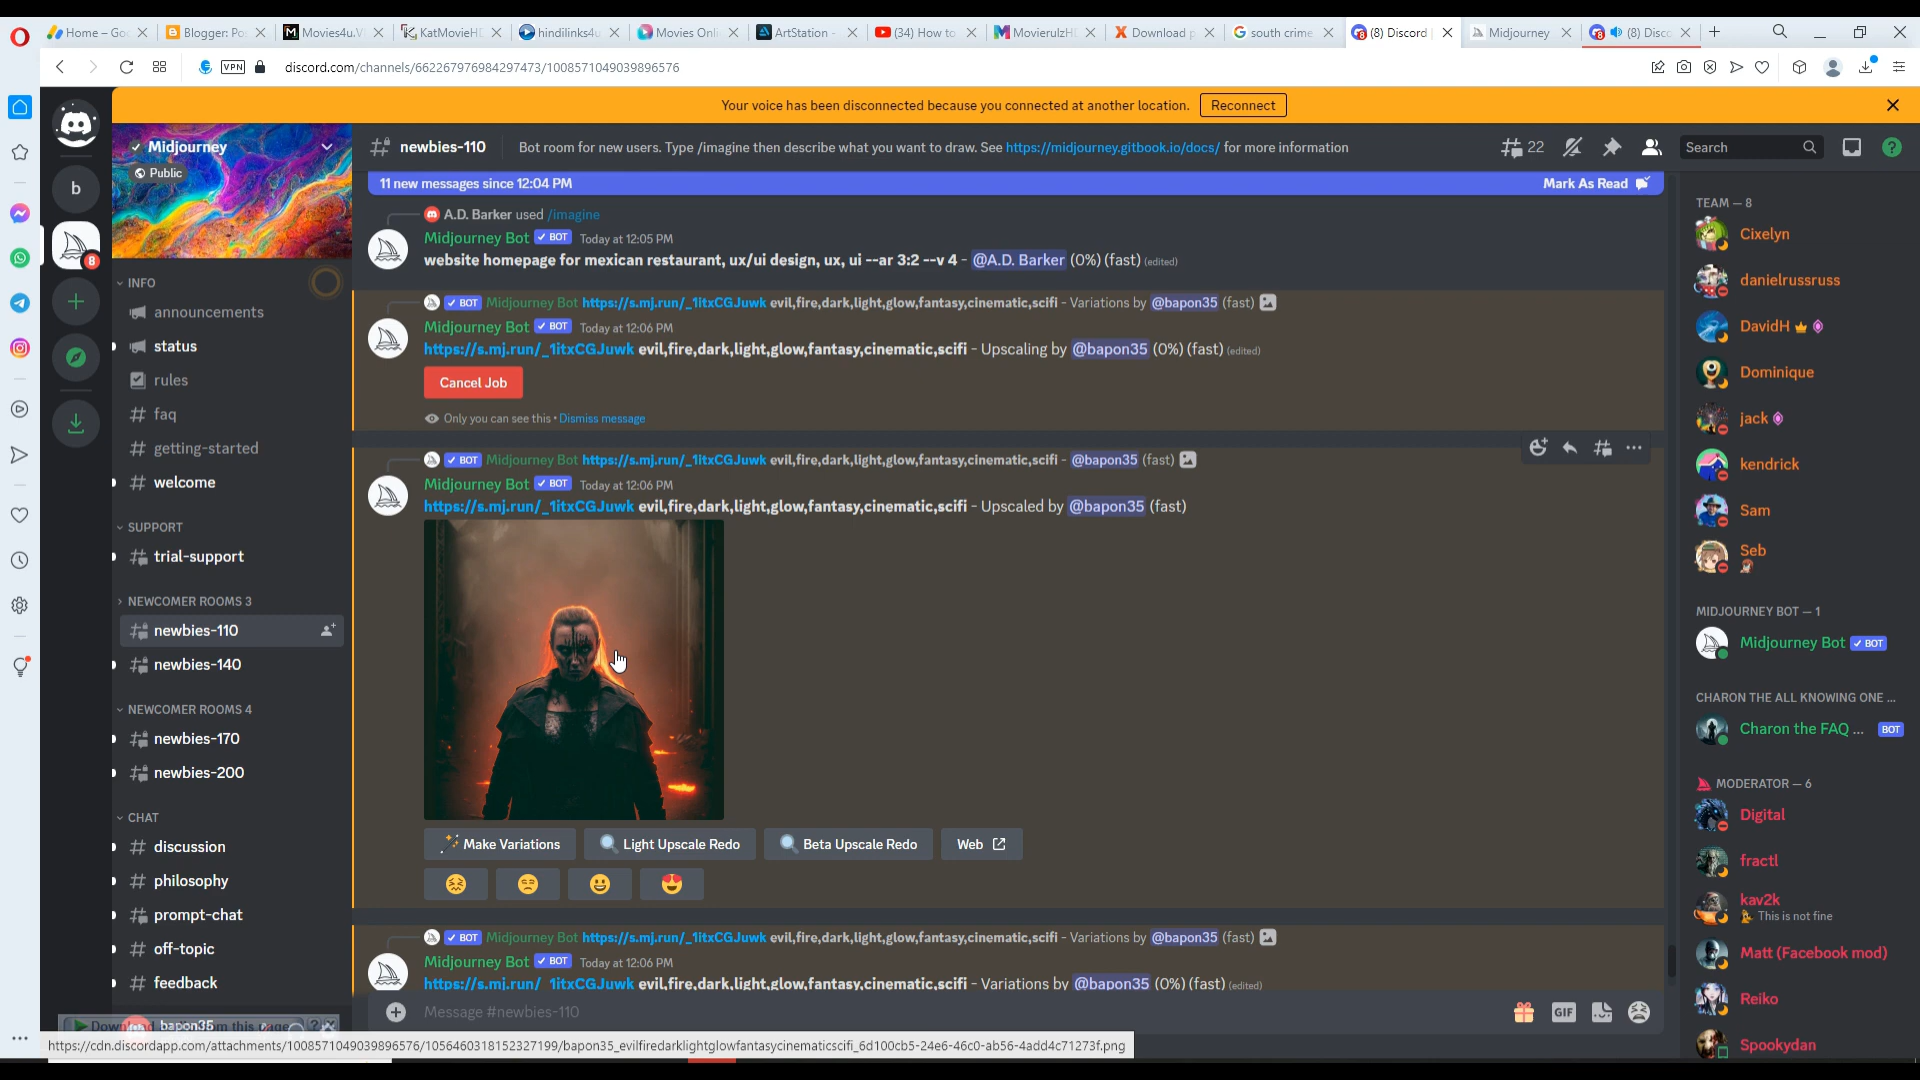 Home – Goo
Blogger: Pos
Movies4u.V
KatMovieH
hindilinks4u
Movies Onl
ArtStation -
(34) How to
MovierulzH
Download p
south crime
(8) Discord
Midjourney
(8) Disco
VPN
discord.com/channels/662267976984297473/1008571049039896576
Your voice has been disconnected because you connected at another location.
Reconnect
Midjourney
Public
newbies-110
Bot room for new users. Type /imagine then describe what you want to draw. See https://midjourney.gitbook.io/docs/ for more information
22
Search
b
8
INFO
announcements
status
rules
faq
getting-started
welcome
SUPPORT
trial-support
NEWCOMER ROOMS 3
newbies-110
newbies-140
NEWCOMER ROOMS 4
newbies-170
newbies-200
CHAT
discussion
philosophy
prompt-chat
off-topic
feedback
bapon35
11 new messages since 12:04 PM
Mark As Read
A.D. Barker used /imagine
Midjourney Bot BOT Today at 12:05 PM
website homepage for mexican restaurant, ux/ui design, ux, ui --ar 3:2 --v 4 - @A.D. Barker (0%) (fast) (edited)
BOT Midjourney Bot https://s.mj.run/_1itxCGJuwk evil,fire,dark,light,glow,fantasy,cinematic,scifi - Variations by @bapon35 (fast)
Midjourney Bot BOT Today at 12:06 PM
https://s.mj.run/_1itxCGJuwk evil,fire,dark,light,glow,fantasy,cinematic,scifi - Upscaling by @bapon35 (0%) (fast) (edited)
Cancel Job
Only you can see this • Dismiss message
BOT Midjourney Bot https://s.mj.run/_1itxCGJuwk evil,fire,dark,light,glow,fantasy,cinematic,scifi - @bapon35 (fast)
Midjourney Bot BOT Today at 12:06 PM
https://s.mj.run/_1itxCGJuwk evil,fire,dark,light,glow,fantasy,cinematic,scifi - Upscaled by @bapon35 (fast)
Make Variations
Light Upscale Redo
Beta Upscale Redo
Web
BOT Midjourney Bot https://s.mj.run/_1itxCGJuwk evil,fire,dark,light,glow,fantasy,cinematic,scifi - Variations by @bapon35 (fast)
Midjourney Bot BOT Today at 12:06 PM
https://s.mj.run/_1itxCGJuwk evil,fire,dark,light,glow,fantasy,cinematic,scifi - Variations by @bapon35 (0%) (fast) (edited)
Message #newbies-110
GIF
https://cdn.discordapp.com/attachments/1008571049039896576/1056460318152327199/bapon35_evilfiredarklightglowfantasycinematicscifi_6d100cb5-24e6-46c0-ab56-4add4c71273f.png
TEAM — 8
Cixelyn
danielrussruss
DavidH
Dominique
jack
kendrick
Sam
Seb
MIDJOURNEY BOT — 1
Midjourney Bot BOT
CHARON THE ALL KNOWING ONE ...
Charon the FAQ ... BOT
MODERATOR — 6
Digital
fractl
kav2k
This is not fine
Matt (Facebook mod)
Reiko
Spookydan